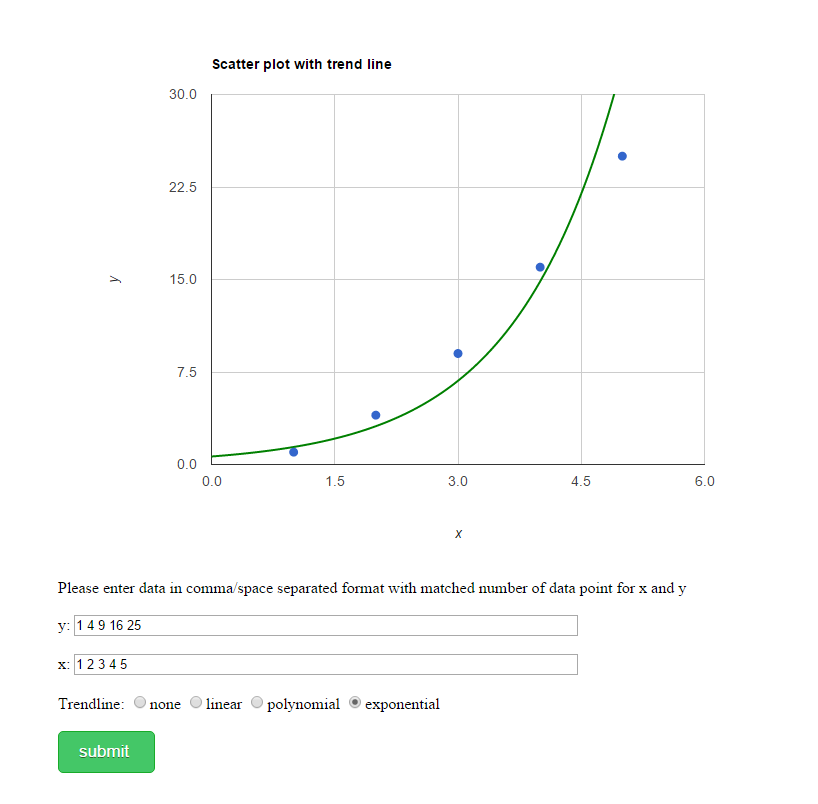 Scatter plot with trend line
30.0
22.5
15.0
7.5
0.0
y
0.0 1.5 3.0 4.5 6.0
x
Please enter data in comma/space separated format with matched number of data point for x and y
y: 1 4 9 16 25
x: 1 2 3 4 5
Trendline: none linear polynomial exponential
submit